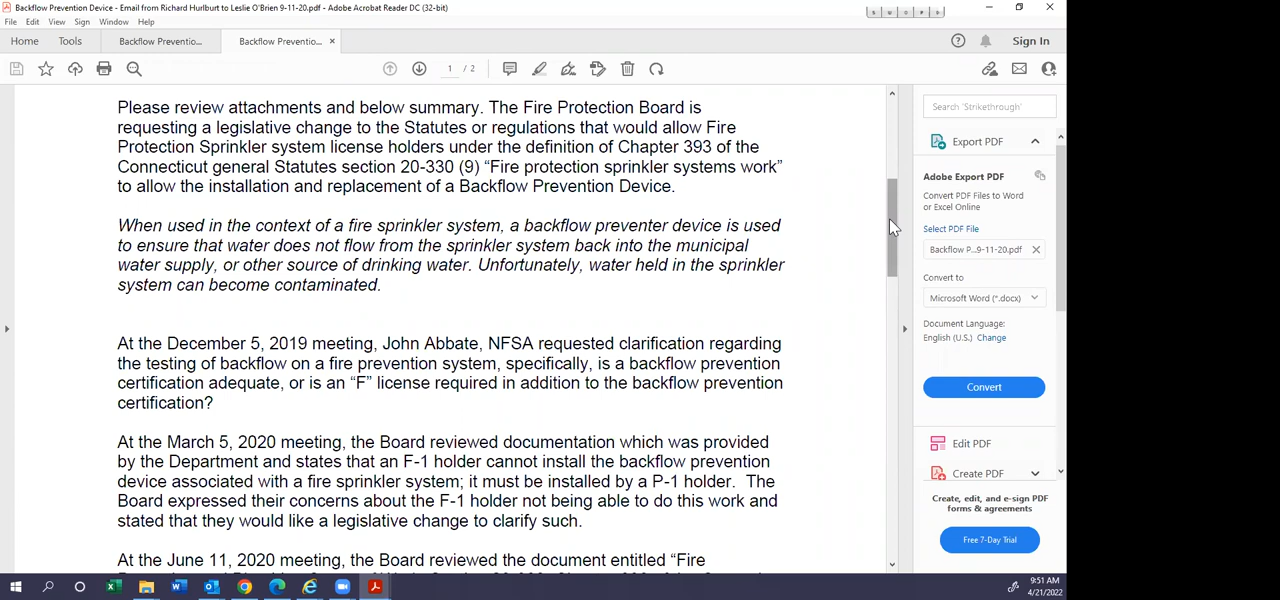 Backflow Prevention Device - Email from Richard Hurlburt to Leslie O'Brien 9-11-20.pdf - Adobe Acrobat Reader DC (32-bit)
File Edit View Sign Window Help
Home Tools Backflow Preventio... Backflow Preventio... × Sign In
1 / 2
Please review attachments and below summary. The Fire Protection Board is
requesting a legislative change to the Statutes or regulations that would allow Fire
Protection Sprinkler system license holders under the definition of Chapter 393 of the
Connecticut general Statutes section 20-330 (9) “Fire protection sprinkler systems work”
to allow the installation and replacement of a Backflow Prevention Device.
When used in the context of a fire sprinkler system, a backflow preventer device is used
to ensure that water does not flow from the sprinkler system back into the municipal
water supply, or other source of drinking water. Unfortunately, water held in the sprinkler
system can become contaminated.
At the December 5, 2019 meeting, John Abbate, NFSA requested clarification regarding
the testing of backflow on a fire prevention system, specifically, is a backflow prevention
certification adequate, or is an “F” license required in addition to the backflow prevention
certification?
At the March 5, 2020 meeting, the Board reviewed documentation which was provided
by the Department and states that an F-1 holder cannot install the backflow prevention
device associated with a fire sprinkler system; it must be installed by a P-1 holder. The
Board expressed their concerns about the F-1 holder not being able to do this work and
stated that they would like a legislative change to clarify such.
At the June 11, 2020 meeting, the Board reviewed the document entitled “Fire
Search 'Strikethrough'
Export PDF
Adobe Export PDF
Convert PDF Files to Word
or Excel Online
Select PDF File
Backflow P...9-11-20.pdf
Convert to
Microsoft Word (*.docx)
Document Language:
English (U.S.) Change
Convert
Edit PDF
Create PDF
Create, edit, and e-sign PDF
forms & agreements
Free 7-Day Trial
9:51 AM
4/21/2022